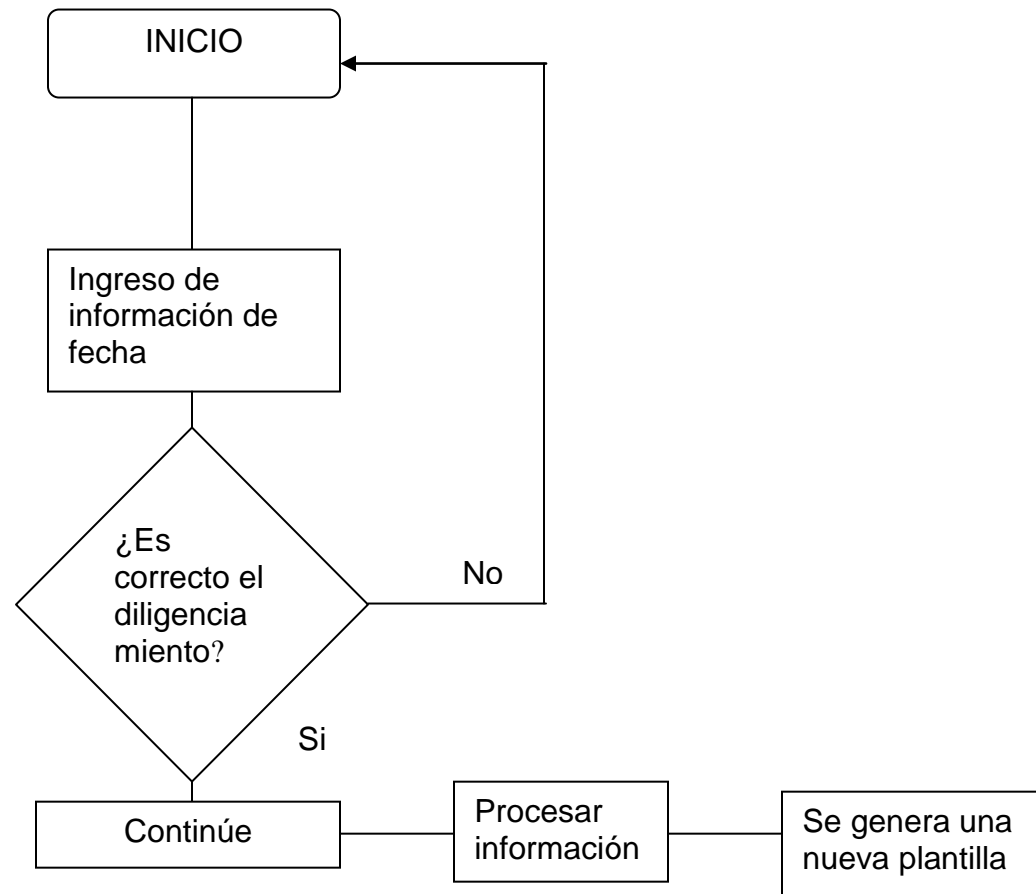 INICIO
Ingreso de
información de
fecha
¿Es
correcto el
diligencia
miento?
No
Si
Continúe
Procesar
información
Se genera una
nueva plantilla